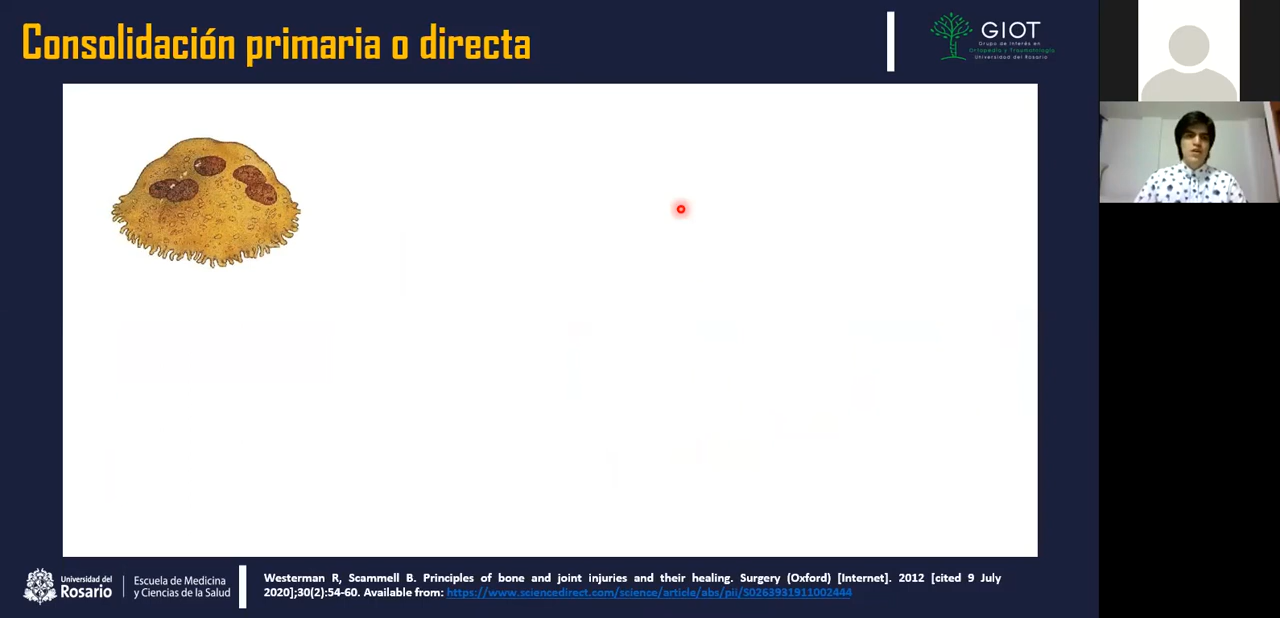 Consolidación primaria o directa
GIOT
Grupo de Interés en
Ortopedia y Traumatología
Universidad del Rosario
Universidad del
Rosario
Escuela de Medicina
y Ciencias de la Salud
Westerman R, Scammell B. Principles of bone and joint injuries and their healing. Surgery (Oxford) [Internet]. 2012 [cited 9 July
2020];30(2):54-60. Available from: https://www.sciencedirect.com/science/article/abs/pii/S0263931911002444